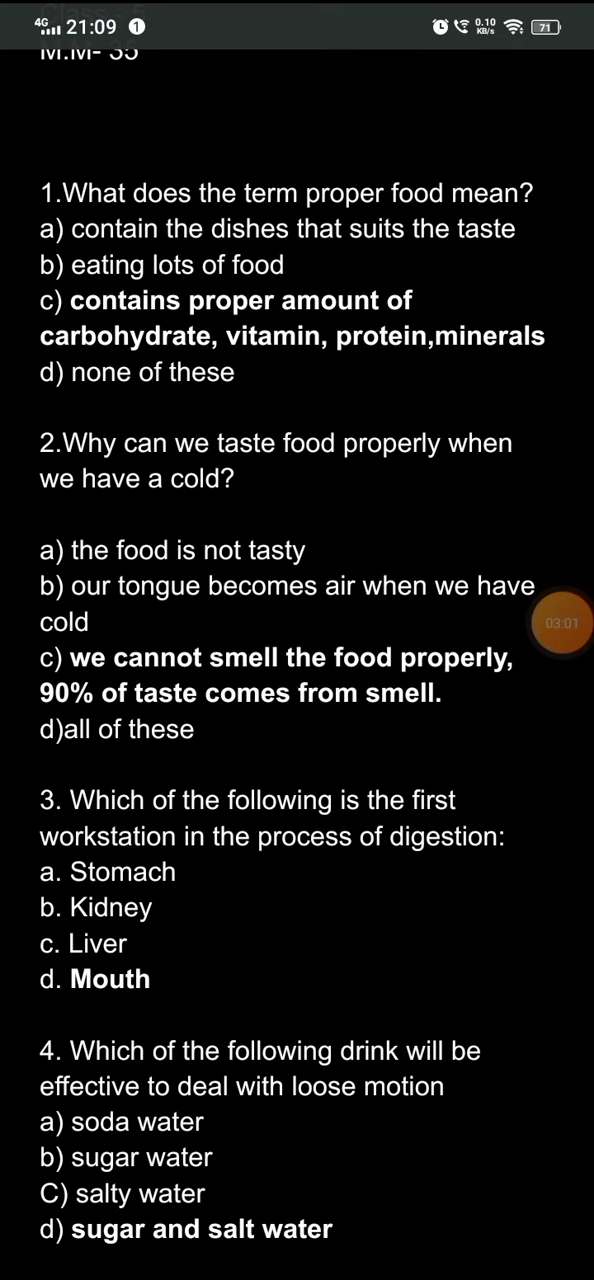 4G 21:09 1 0.10 KB/s 71
M.M- 35
1.What does the term proper food mean?
a) contain the dishes that suits the taste
b) eating lots of food
c) contains proper amount of
carbohydrate, vitamin, protein,minerals
d) none of these
2.Why can we taste food properly when
we have a cold?
a) the food is not tasty
b) our tongue becomes air when we have
cold
03:01
c) we cannot smell the food properly,
90% of taste comes from smell.
d)all of these
3. Which of the following is the first
workstation in the process of digestion:
a. Stomach
b. Kidney
c. Liver
d. Mouth
4. Which of the following drink will be
effective to deal with loose motion
a) soda water
b) sugar water
C) salty water
d) sugar and salt water